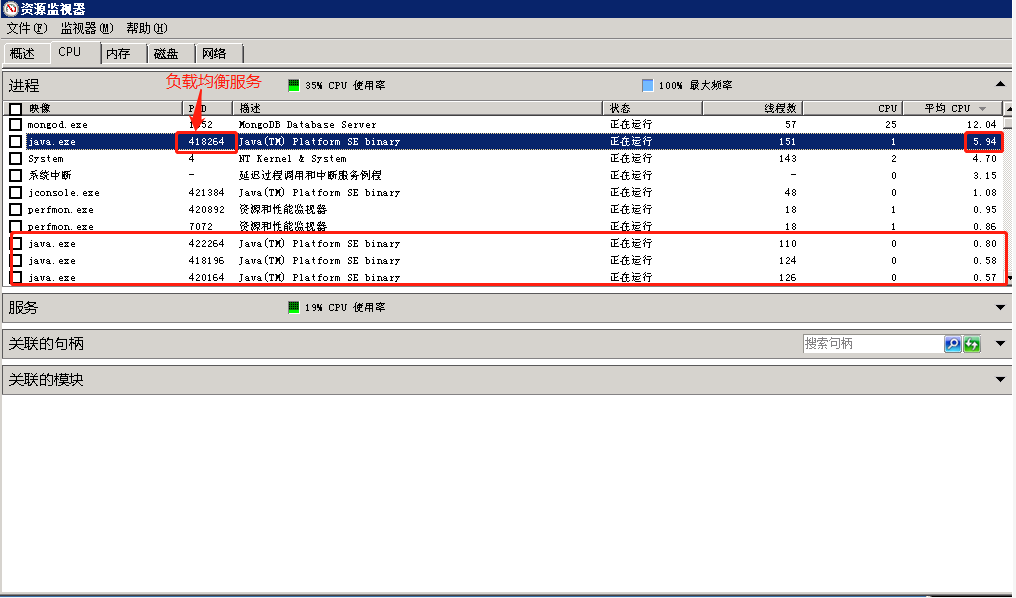 资源监视器
文件(F) 监视器(M) 帮助(H)
概述 CPU 内存 磁盘 网络
负载均衡服务
进程 35% CPU 使用率 100% 最大频率
映像 描述 状态 线程数 CPU 平均 CPU
mongod.exe MongoDB Database Server 正在运行 57 25 12.04
java.exe 418264 Java(TM) Platform SE binary 正在运行 151 1 5.94
System 4 NT Kernel & System 正在运行 143 2 4.70
系统中断 - 延迟过程调用和中断服务例程 正在运行 - 0 3.15
jconsole.exe 421384 Java(TM) Platform SE binary 正在运行 48 0 1.08
perfmon.exe 420892 资源和性能监视器 正在运行 18 1 0.95
perfmon.exe 7072 资源和性能监视器 正在运行 18 1 0.86
java.exe 422264 Java(TM) Platform SE binary 正在运行 110 0 0.80
java.exe 418196 Java(TM) Platform SE binary 正在运行 124 0 0.58
java.exe 420164 Java(TM) Platform SE binary 正在运行 126 0 0.57
服务 19% CPU 使用率
关联的句柄 搜索句柄
关联的模块